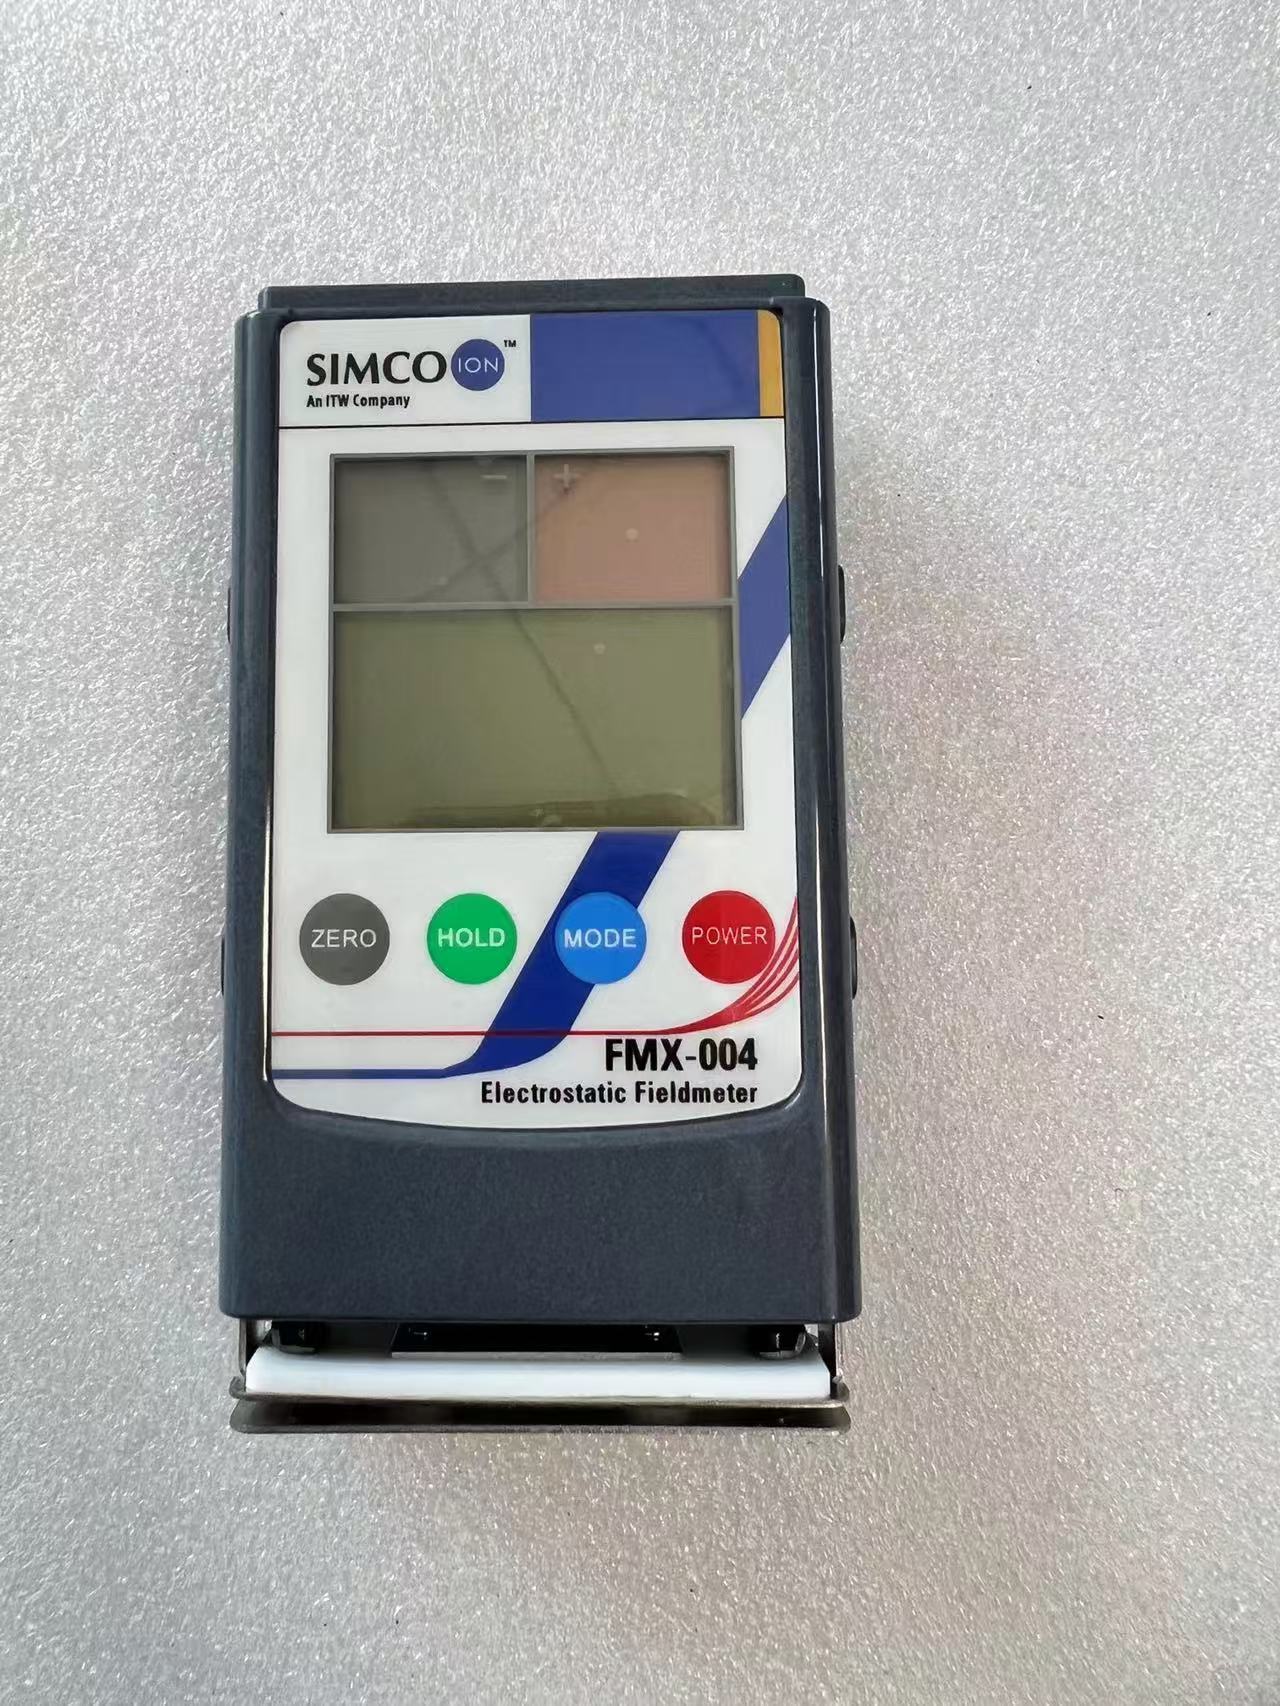 SIMCO ION™
An ITW Company
- +
ZERO HOLD MODE POWER
FMX-004
Electrostatic Fieldmeter